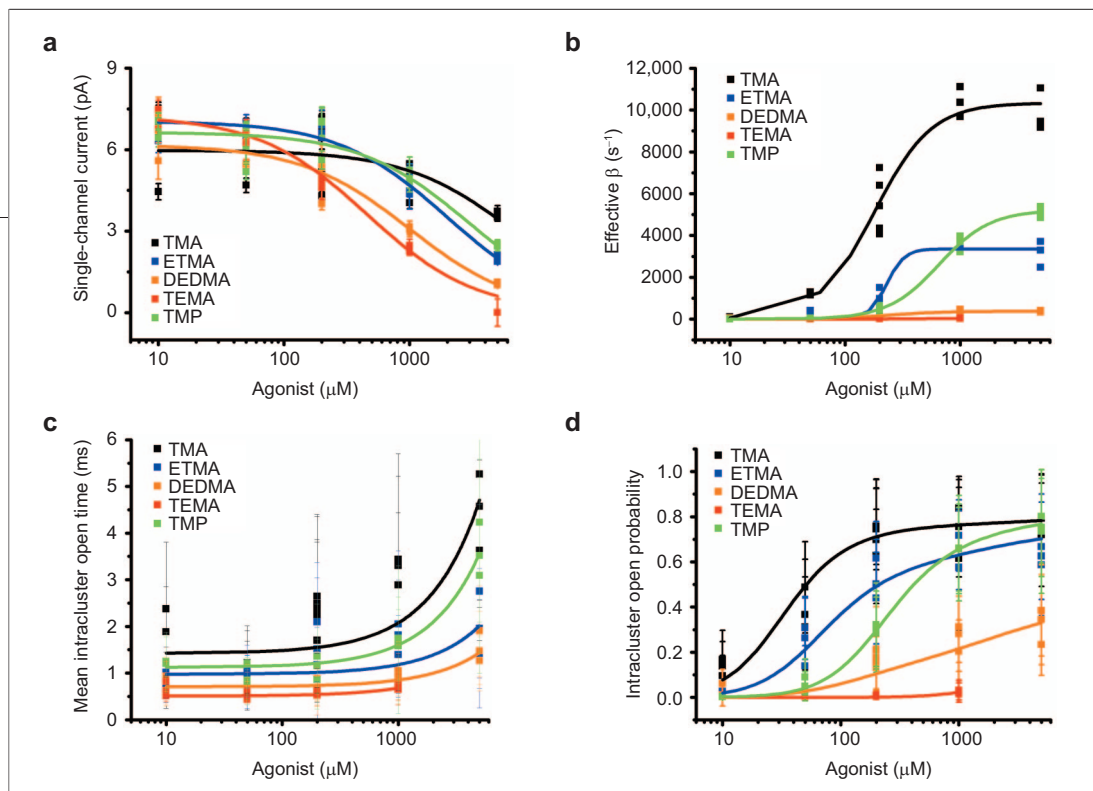 a
Single-channel current (pA)
9
6
3
0
TMA
ETMA
DEDMA
TEMA
TMP
10
100
1000
Agonist (μM)
b
Effective β (s⁻¹)
12,000
10,000
8000
6000
4000
2000
0
TMA
ETMA
DEDMA
TEMA
TMP
10
100
1000
Agonist (μM)
c
Mean intracluster open time (ms)
6
5
4
3
2
1
0
TMA
ETMA
DEDMA
TEMA
TMP
10
100
1000
Agonist (μM)
d
Intracluster open probability
1.0
0.8
0.6
0.4
0.2
0.0
TMA
ETMA
DEDMA
TEMA
TMP
10
100
1000
Agonist (μM)